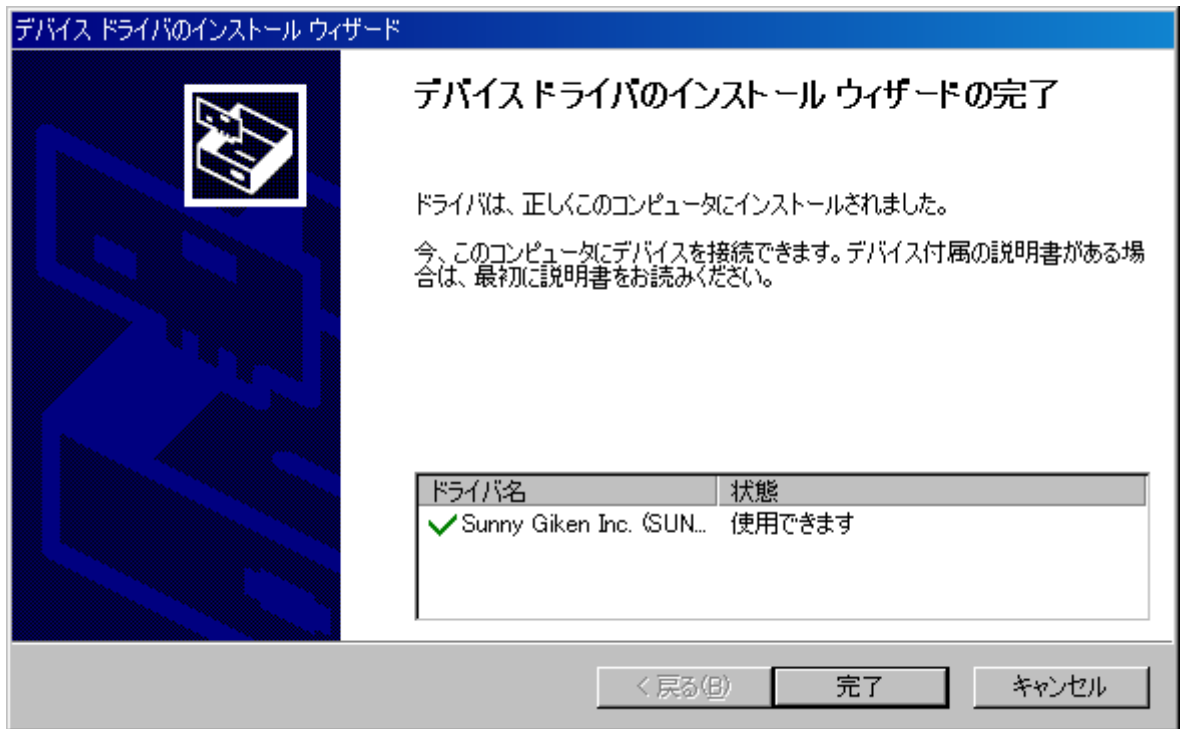 デバイス ドライバのインストール ウィザード
デバイス ドライバのインストール ウィザードの完了
ドライバは、正しくこのコンピュータにインストールされました。
今、このコンピュータにデバイスを接続できます。デバイス付属の説明書がある場
合は、最初に説明書をお読みください。
ドライバ名 状態
Sunny Giken Inc. (SUN... 使用できます
< 戻る(B) 完了 キャンセル